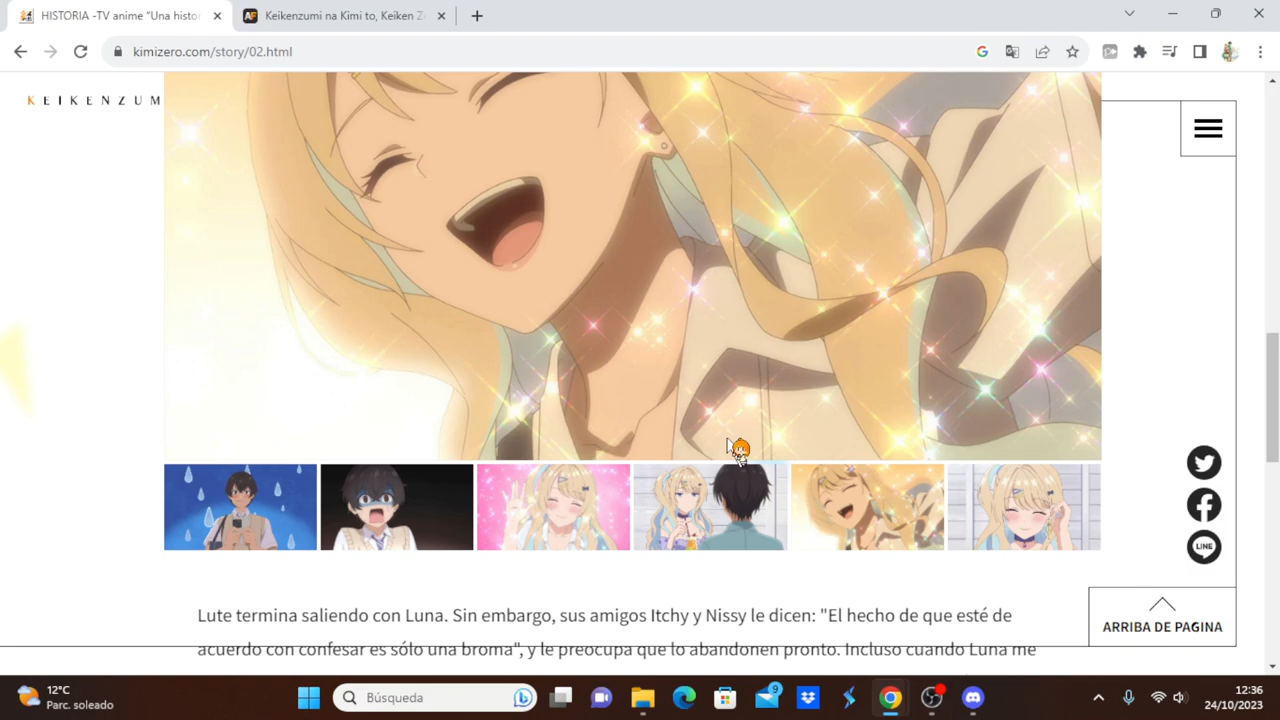 HISTORIA -TV anime “Una histor
Keikenzumi na Kimi to, Keiken Ze
kimizero.com/story/02.html
KEIKENZUM
LINE
Lute termina saliendo con Luna. Sin embargo, sus amigos Itchy y Nissy le dicen: "El hecho de que esté de
acuerdo con confesar es sólo una broma", y le preocupa que lo abandonen pronto. Incluso cuando Luna me
ARRIBA DE PAGINA
12°C
Parc. soleado
Búsqueda
9
12:36
24/10/2023